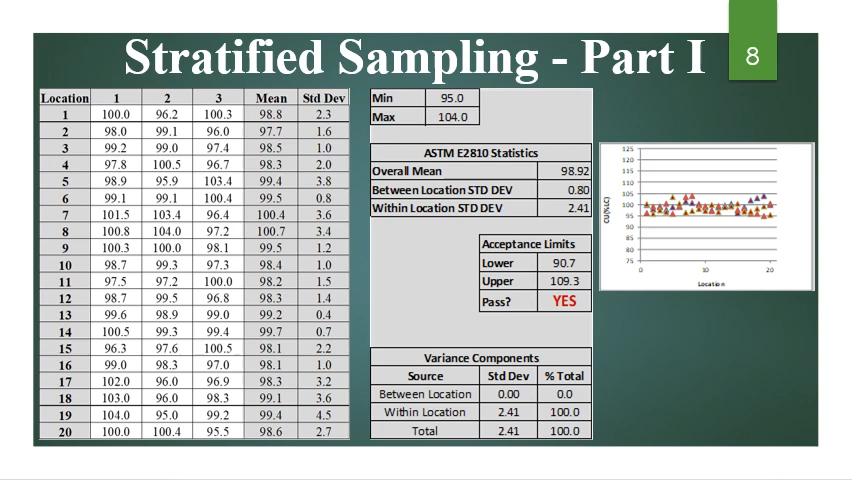 Stratified Sampling - Part I
8
Location 1 2 3 Mean Std Dev
1 100.0 96.2 100.3 98.8 2.3
2 98.0 99.1 96.0 97.7 1.6
3 99.2 99.0 97.4 98.5 1.0
4 97.8 100.5 96.7 98.3 2.0
5 98.9 95.9 103.4 99.4 3.8
6 99.1 99.1 100.4 99.5 0.8
7 101.5 103.4 96.4 100.4 3.6
8 100.8 104.0 97.2 100.7 3.4
9 100.3 100.0 98.1 99.5 1.2
10 98.7 99.3 97.3 98.4 1.0
11 97.5 97.2 100.0 98.2 1.5
12 98.7 99.5 96.8 98.3 1.4
13 99.6 98.9 99.0 99.2 0.4
14 100.5 99.3 99.4 99.7 0.7
15 96.3 97.6 100.5 98.1 2.2
16 99.0 98.3 97.0 98.1 1.0
17 102.0 96.0 96.9 98.3 3.2
18 103.0 96.0 98.3 99.1 3.6
19 104.0 95.0 99.2 99.4 4.5
20 100.0 100.4 95.5 98.6 2.7
Min 95.0
Max 104.0
ASTM E2810 Statistics
Overall Mean 98.92
Between Location STD DEV 0.80
Within Location STD DEV 2.41
Acceptance Limits
Lower 90.7
Upper 109.3
Pass? YES
Variance Components
Source Std Dev % Total
Between Location 0.00 0.0
Within Location 2.41 100.0
Total 2.41 100.0
CU(%LC)
125
120
115
110
105
100
95
90
85
80
75
0 10 20
Location